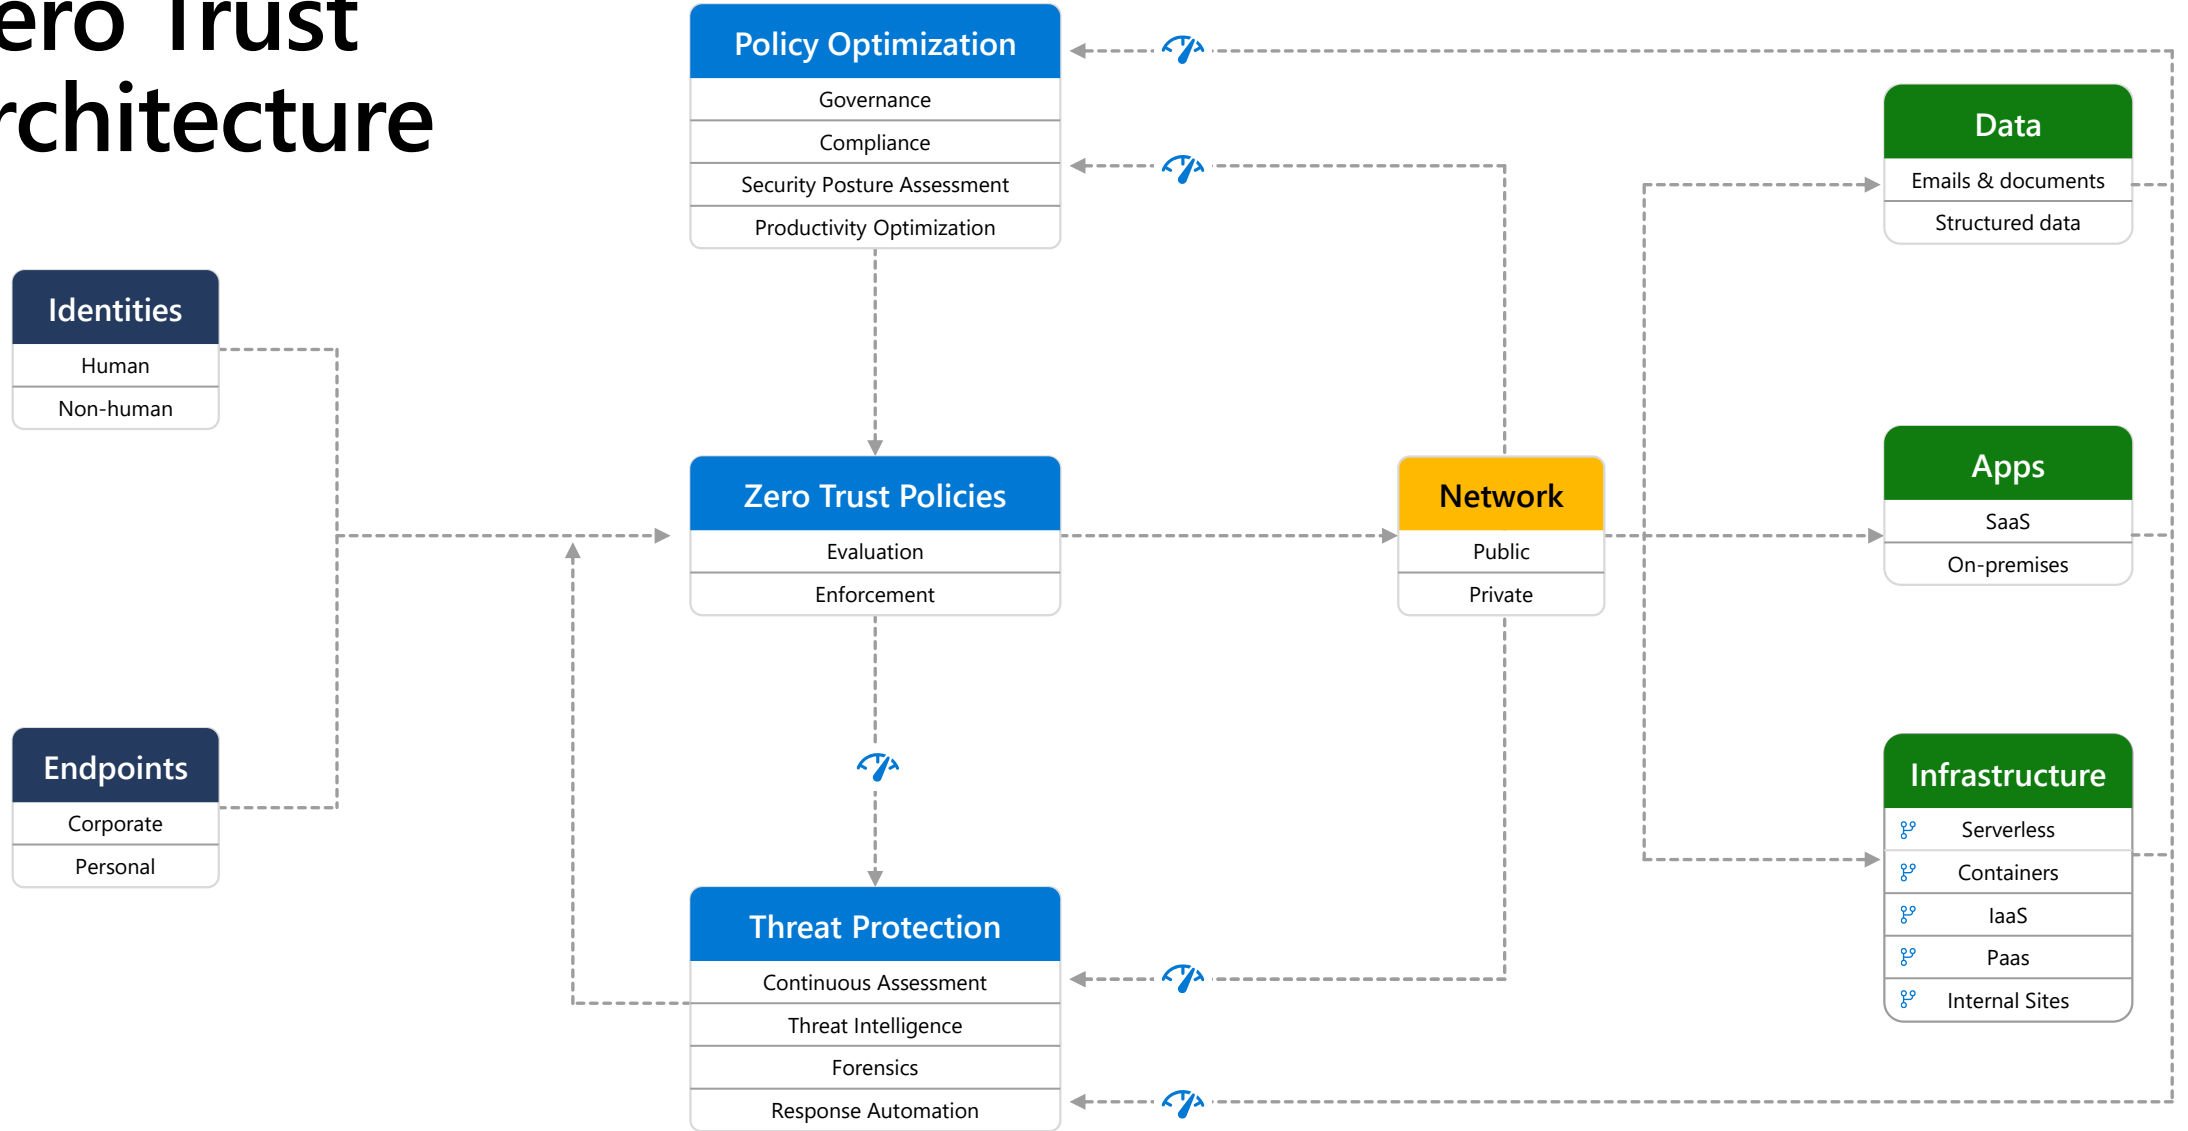 ero Trust
rchitecture
Policy Optimization
Governance
Compliance
Security Posture Assessment
Productivity Optimization
Data
Emails & documents
Structured data
Identities
Human
Non-human
Zero Trust Policies
Evaluation
Enforcement
Network
Public
Private
Apps
SaaS
On-premises
Endpoints
Corporate
Personal
Threat Protection
Continuous Assessment
Threat Intelligence
Forensics
Response Automation
Infrastructure
Serverless
Containers
IaaS
Paas
Internal Sites